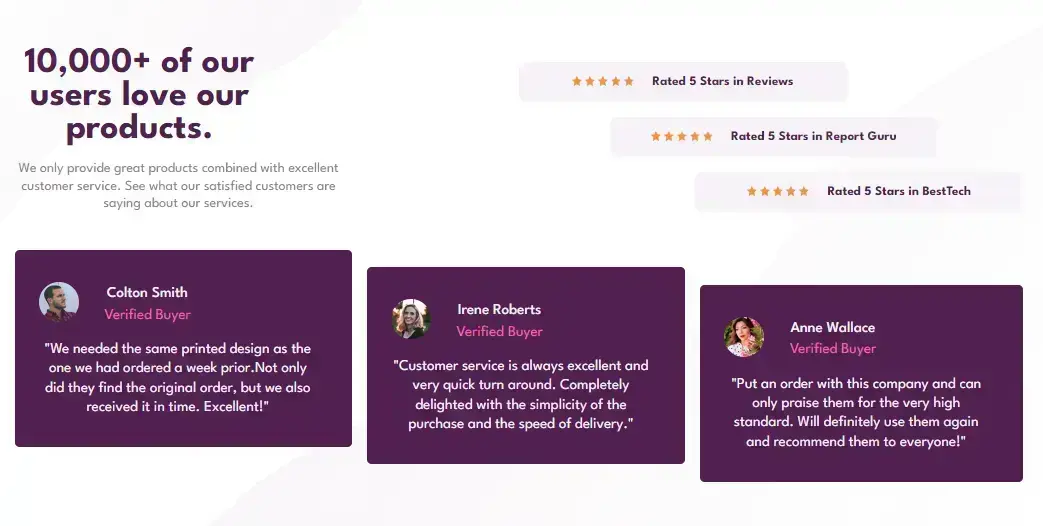 10,000+ of our
users love our
products.
We only provide great products combined with excellent
customer service. See what our satisfied customers are
saying about our services.
Rated 5 Stars in Reviews
Rated 5 Stars in Report Guru
Rated 5 Stars in BestTech
Colton Smith
Verified Buyer
"We needed the same printed design as the
one we had ordered a week prior.Not only
did they find the original order, but we also
received it in time. Excellent!"
Irene Roberts
Verified Buyer
"Customer service is always excellent and
very quick turn around. Completely
delighted with the simplicity of the
purchase and the speed of delivery."
Anne Wallace
Verified Buyer
"Put an order with this company and can
only praise them for the very high
standard. Will definitely use them again
and recommend them to everyone!"